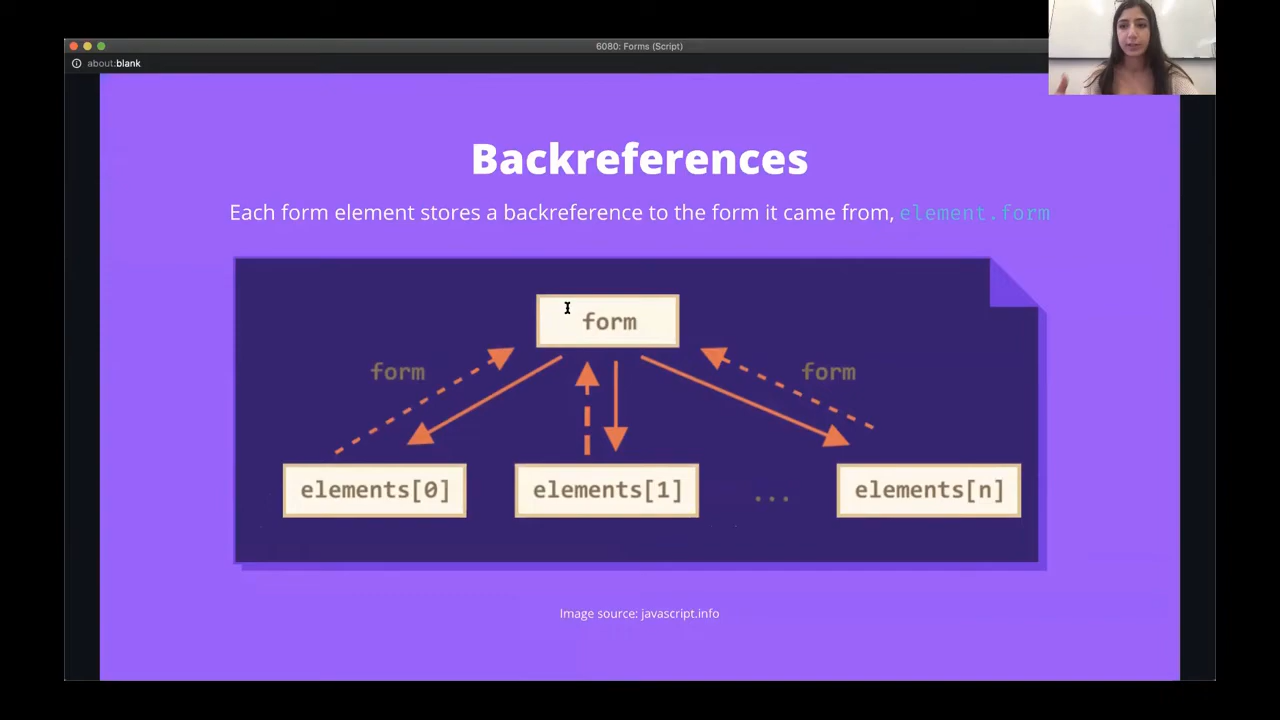 6080: Forms (Script)
about:blank
Backreferences
Each form element stores a backreference to the form it came from, element.form
form
form
form
elements[0]
elements[1]
...
elements[n]
Image source: javascript.info